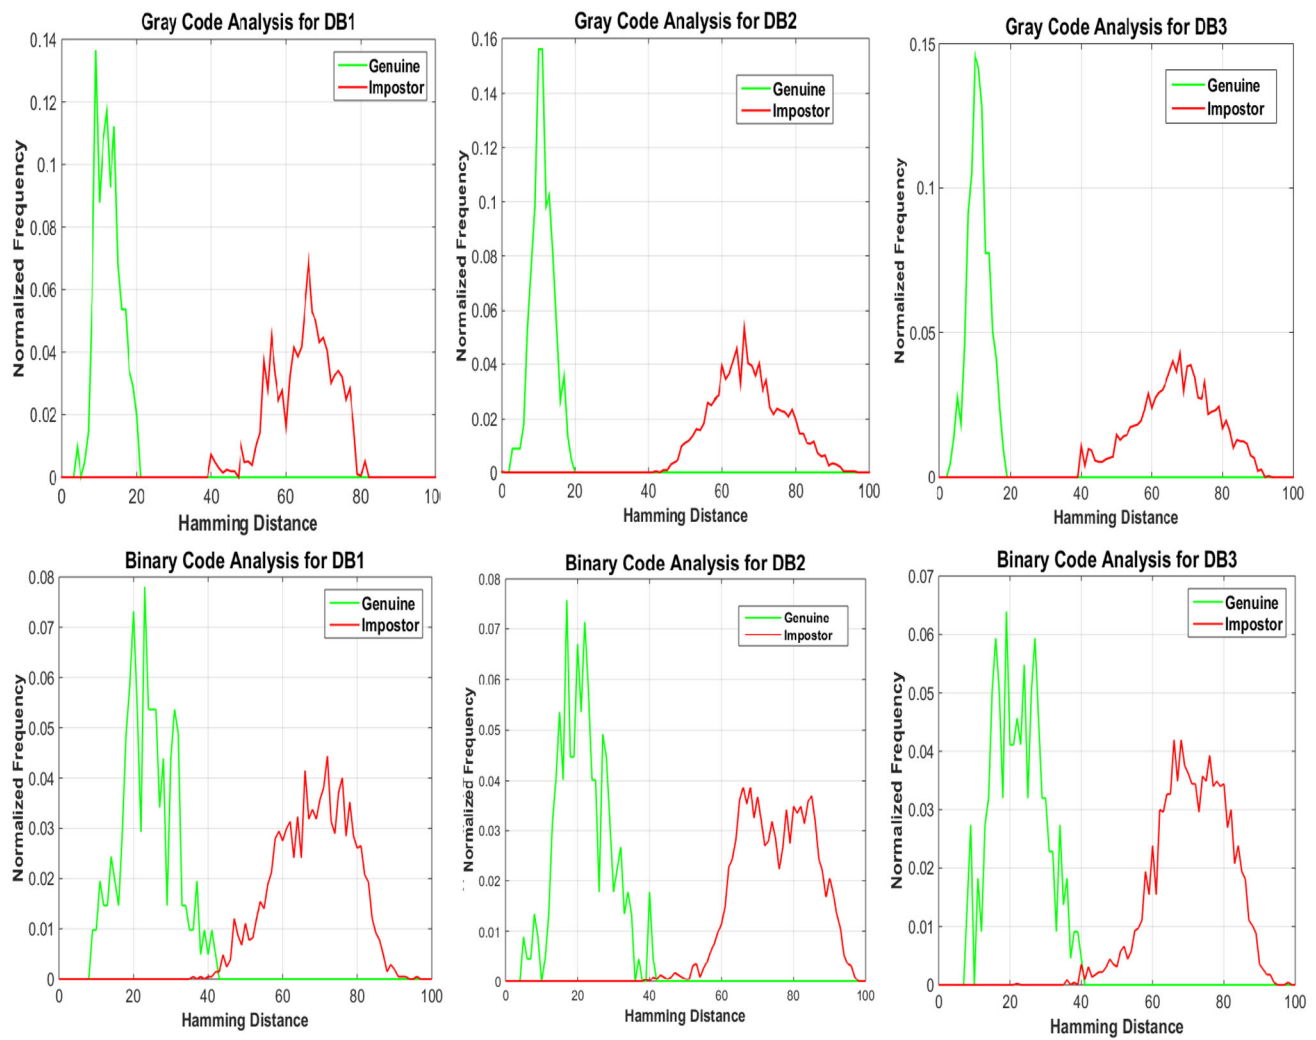 Gray Code Analysis for DB1
0.14
0.12
0.1
0.08
0.06
0.04
0.02
0
0 20 40 60 80 100
Normalized Frequency
Hamming Distance
Genuine
Impostor
Gray Code Analysis for DB2
0.16
0.14
0.12
0.1
0.08
0.06
0.04
0.02
0
0 20 40 60 80 100
Normalized Frequency
Hamming Distance
Genuine
Impostor
Gray Code Analysis for DB3
0.15
0.1
0.05
0
0 20 40 60 80 100
Normalized Frequency
Hamming Distance
Genuine
Impostor
Binary Code Analysis for DB1
0.08
0.07
0.06
0.05
0.04
0.03
0.02
0.01
0
0 20 40 60 80 100
Normalized Frequency
Hamming Distance
Genuine
Impostor
Binary Code Analysis for DB2
0.08
0.07
0.06
0.05
0.04
0.03
0.02
0.01
0
0 20 40 60 80 100
Normalized Frequency
Hamming Distance
Genuine
Impostor
Binary Code Analysis for DB3
0.07
0.06
0.05
0.04
0.03
0.02
0.01
0
0 20 40 60 80 100
Normalized Frequency
Hamming Distance
Genuine
Impostor